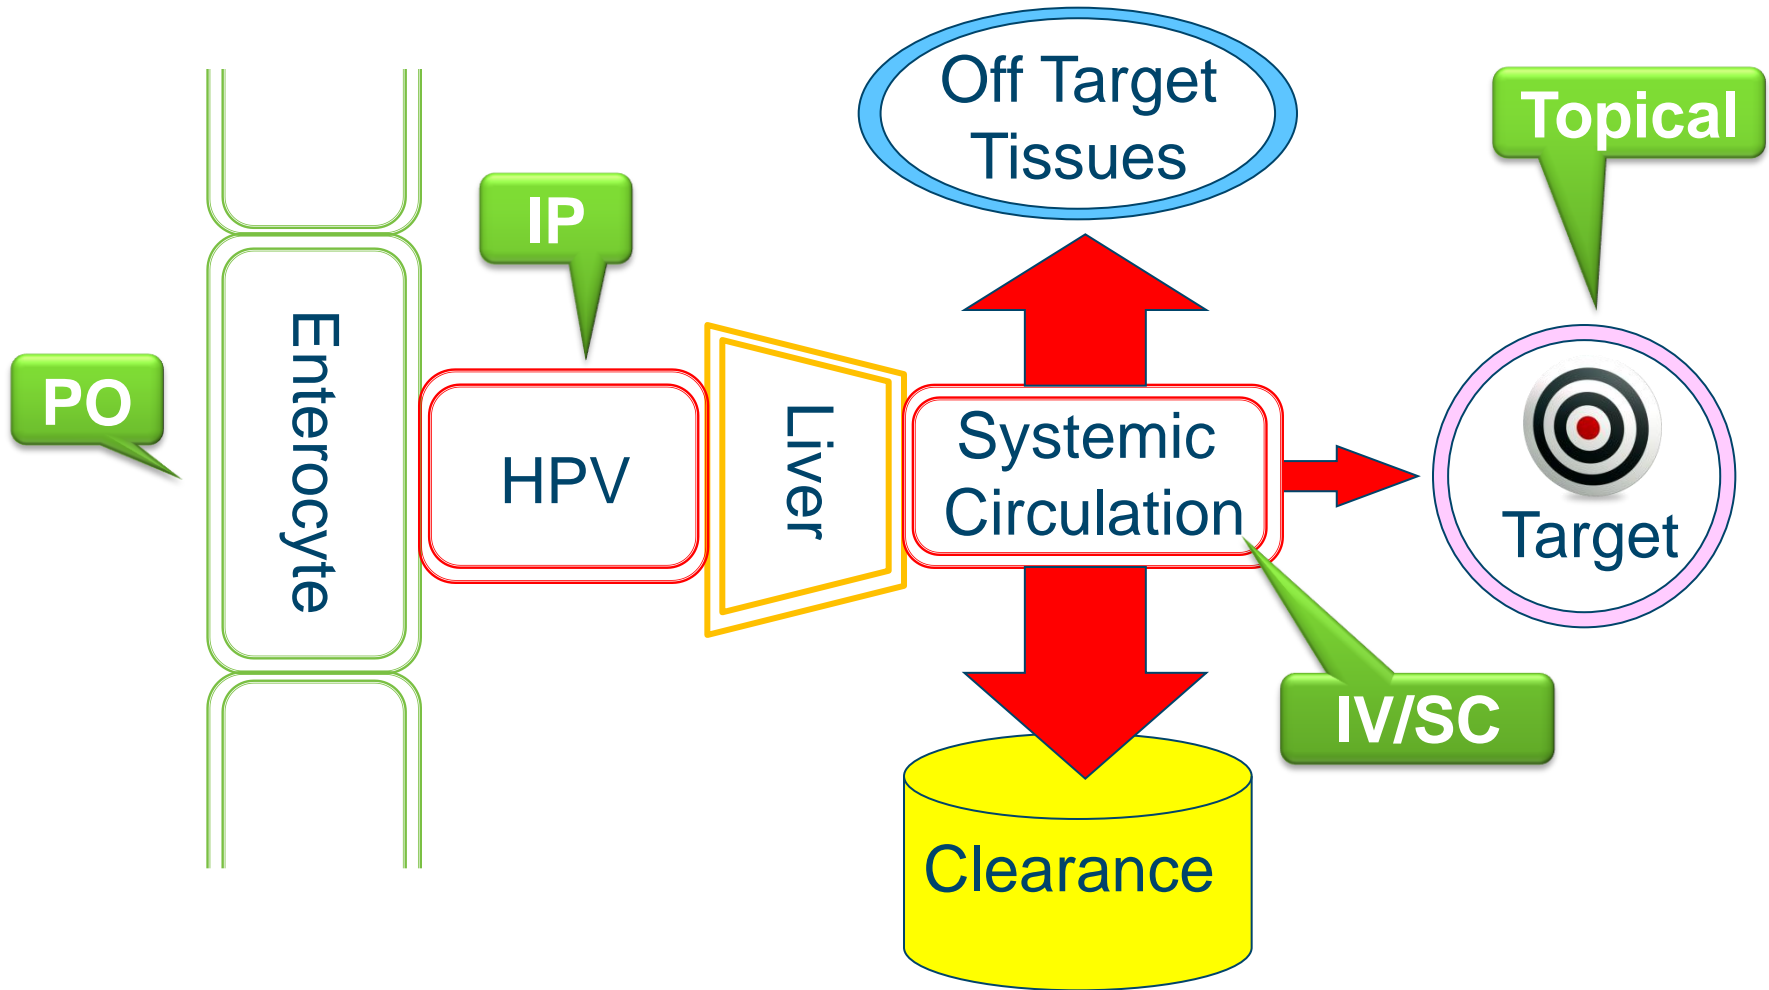 Off Target
Tissues
Topical
IP
PO
Enterocyte
HPV
Liver
Systemic
Circulation
Target
IV/SC
Clearance